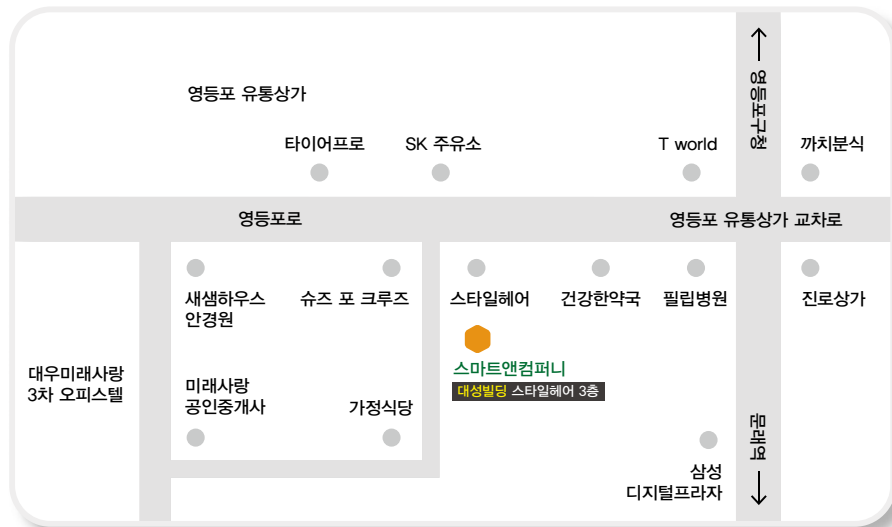 영등포 유통상가
타이어프로
SK 주유소
T world
영등포구청
까치분식
영등포로
영등포 유통상가 교차로
새샘하우스
안경원
슈즈 포 크루즈
스타일헤어
건강한약국
필립병원
진로상가
스마트앤컴퍼니
대성빌딩 스타일헤어 3층
대우미래사랑
3차 오피스텔
미래사랑
공인중개사
가정식당
문래역
삼성
디지털프라자